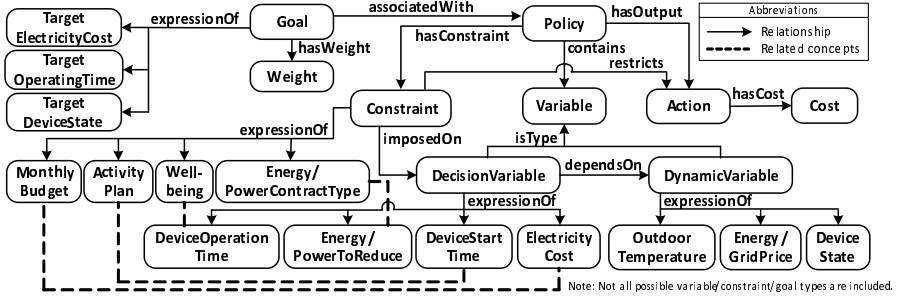 Target
ElectricityCost
expressionOf
Goal
associatedWith
Policy
hasOutput
Abbreviations
Relationship
Related concepts
hasWeight
hasConstraint
contains
restricts
Target
OperatingTime
Weight
Target
DeviceState
Constraint
Variable
Action
hasCost
Cost
expressionOf
imposedOn
isType
Monthly
Budget
Activity
Plan
Well-
being
Energy/
PowerContractType
DecisionVariable
dependsOn
DynamicVariable
expressionOf
expressionOf
DeviceOperation
Time
Energy/
PowerToReduce
DeviceStart
Time
Electricity
Cost
Outdoor
Temperature
Energy/
GridPrice
Device
State
Note: Not all possible variable/constraint/goal types are included.